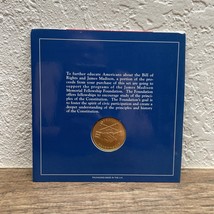 To further educate Americans about the Bill of
Rights and James Madison, a portion of the pro-
ceeds from your purchase of this set are going to
support the programs of the James Madison
Memorial Fellowship Foundation. The Foundation
offers fellowships to encourage study of the princi-
ples of the Constitution. The Foundation's goal is
to foster the spirit of civic participation and create a
deeper understanding of the principles and history
of the Constitution.